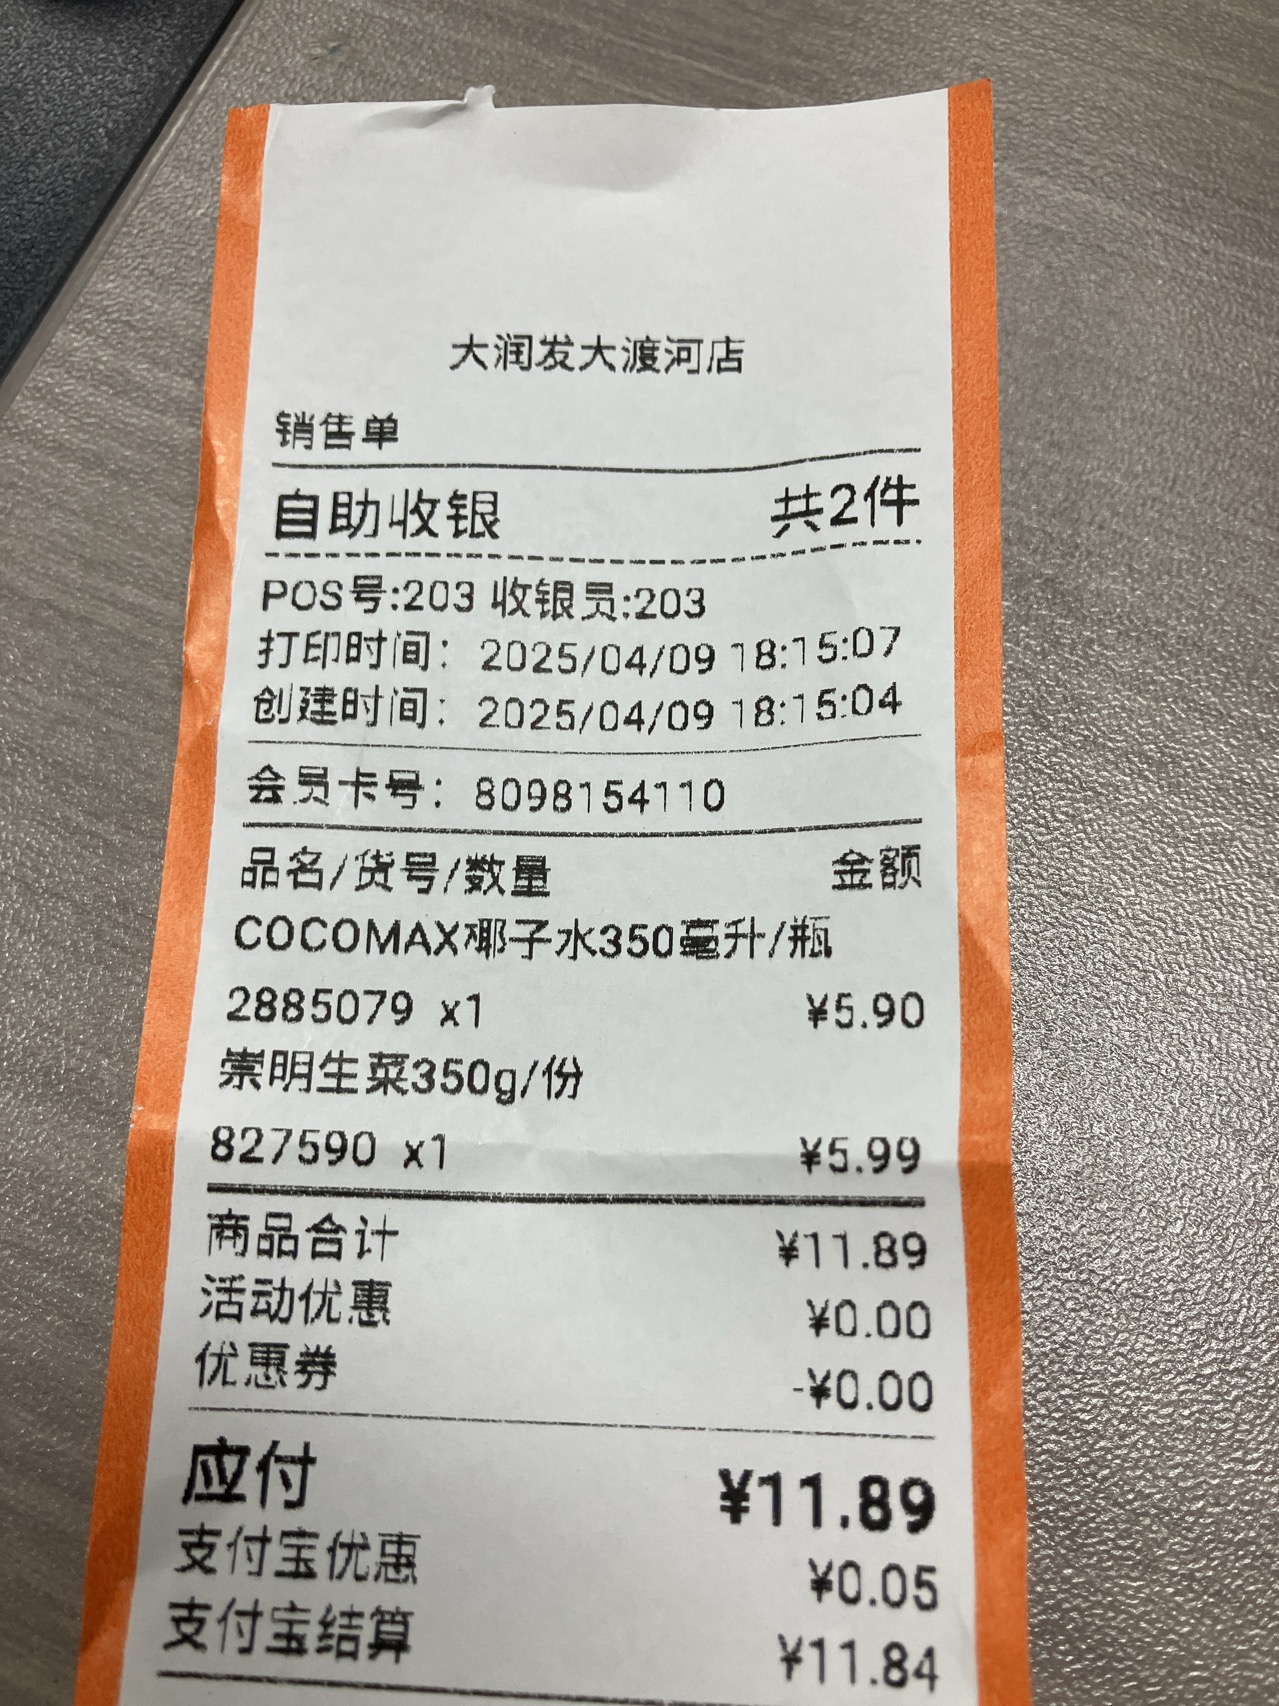 大润发大渡河店
销售单
自助收银 共2件
POS号:203 收银员:203
打印时间： 2025/04/09 18:15:07
创建时间： 2025/04/09 18:15:04
会员卡号： 8098154110
品名/货号/数量 金额
COCOMAX椰子水350毫升/瓶
2885079 x1 ¥5.90
崇明生菜350g/份
827590 x1 ¥5.99
商品合计 ¥11.89
活动优惠 ¥0.00
优惠券 -¥0.00
应付 ¥11.89
支付宝优惠 ¥0.05
支付宝结算 ¥11.84